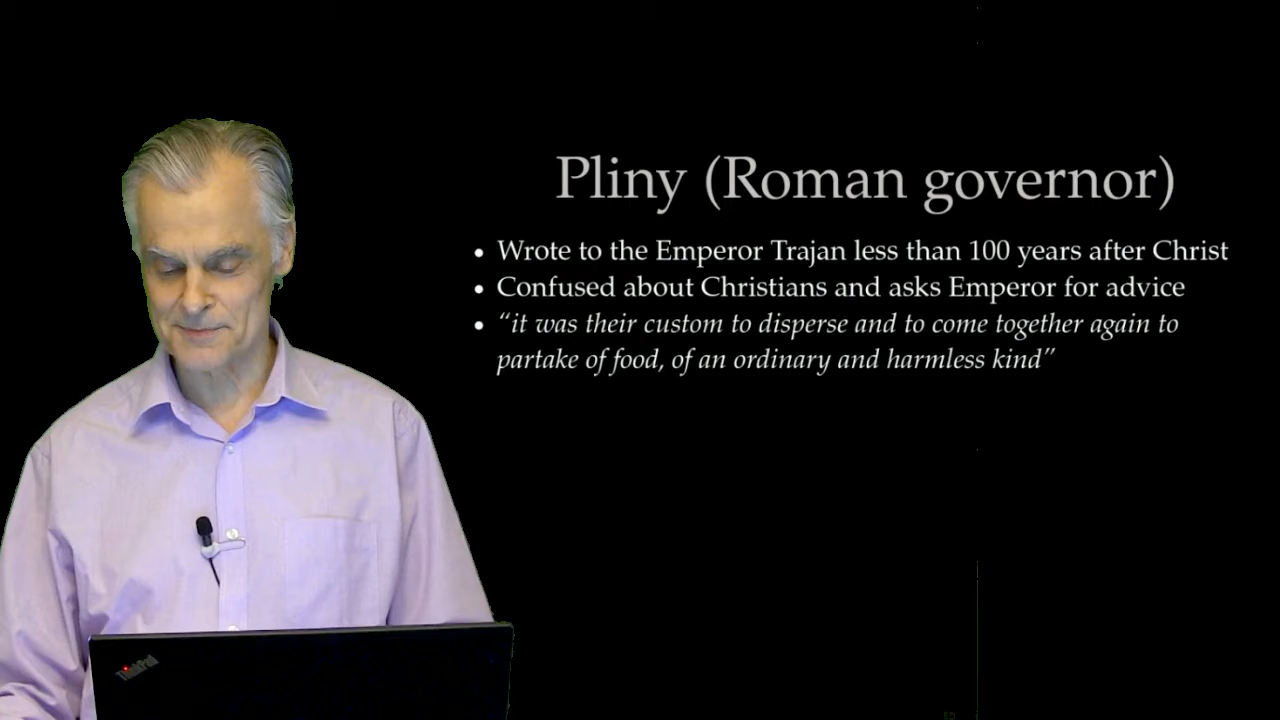 Pliny (Roman governor)
• Wrote to the Emperor Trajan less than 100 years after Christ
• Confused about Christians and asks Emperor for advice
• “it was their custom to disperse and to come together again to
partake of food, of an ordinary and harmless kind”
ThinkPad